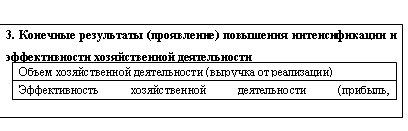 3. Конечные результаты (проявление) повышения интенсификации и
эффективности хозяйственной деятельности
Объем хозяйственной деятельности (выручка от реализации)
Эффективность хозяйственной деятельности (прибыль,